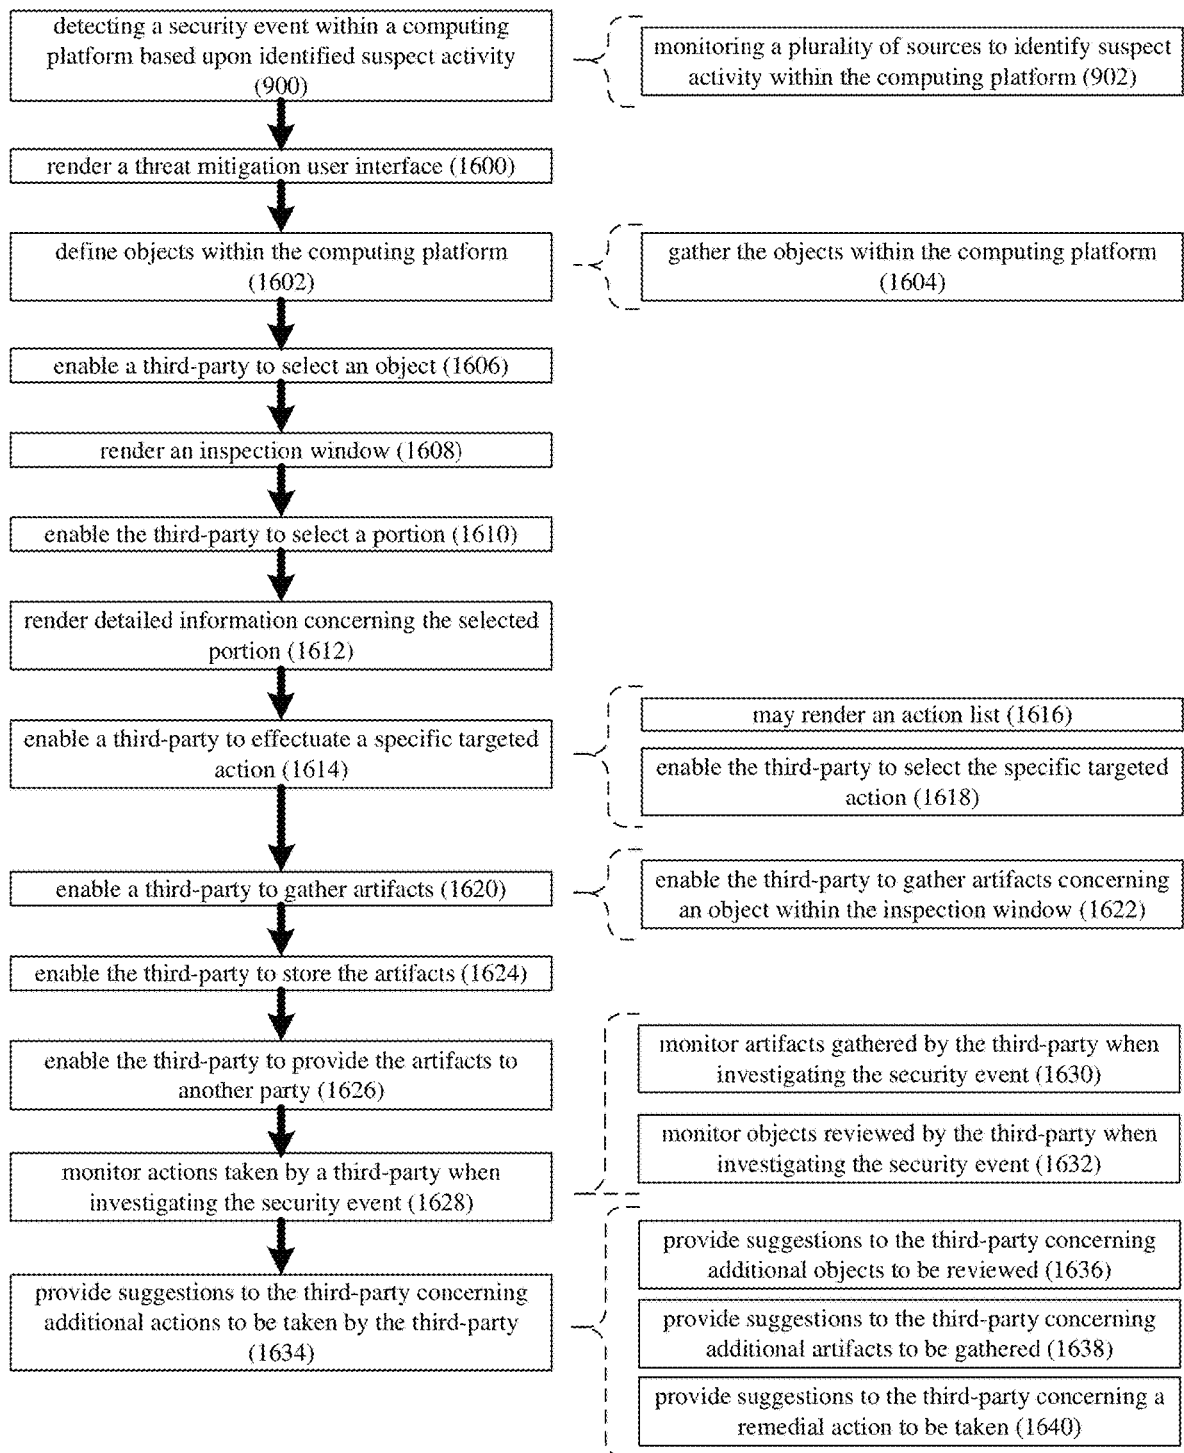 detecting a security event within a computing
platform based upon identified suspect activity
(900)
monitoring a plurality of sources to identify suspect
activity within the computing platform (902)
render a threat mitigation user interface (1600)
define objects within the computing platform
(1602)
gather the objects within the computing platform
(1604)
enable a third-party to select an object (1606)
render an inspection window (1608)
enable the third-party to select a portion (1610)
render detailed information concerning the selected
portion (1612)
enable a third-party to effectuate a specific targeted
action (1614)
may render an action list (1616)
enable the third-party to select the specific targeted
action (1618)
enable a third-party to gather artifacts (1620)
enable the third-party to gather artifacts concerning
an object within the inspection window (1622)
enable the third-party to store the artifacts (1624)
enable the third-party to provide the artifacts to
another party (1626)
monitor actions taken by a third-party when
investigating the security event (1628)
monitor artifacts gathered by the third-party when
investigating the security event (1630)
monitor objects reviewed by the third-party when
investigating the security event (1632)
provide suggestions to the third-party concerning
additional actions to be taken by the third-party
(1634)
provide suggestions to the third-party concerning
additional objects to be reviewed (1636)
provide suggestions to the third-party concerning
additional artifacts to be gathered (1638)
provide suggestions to the third-party concerning a
remedial action to be taken (1640)